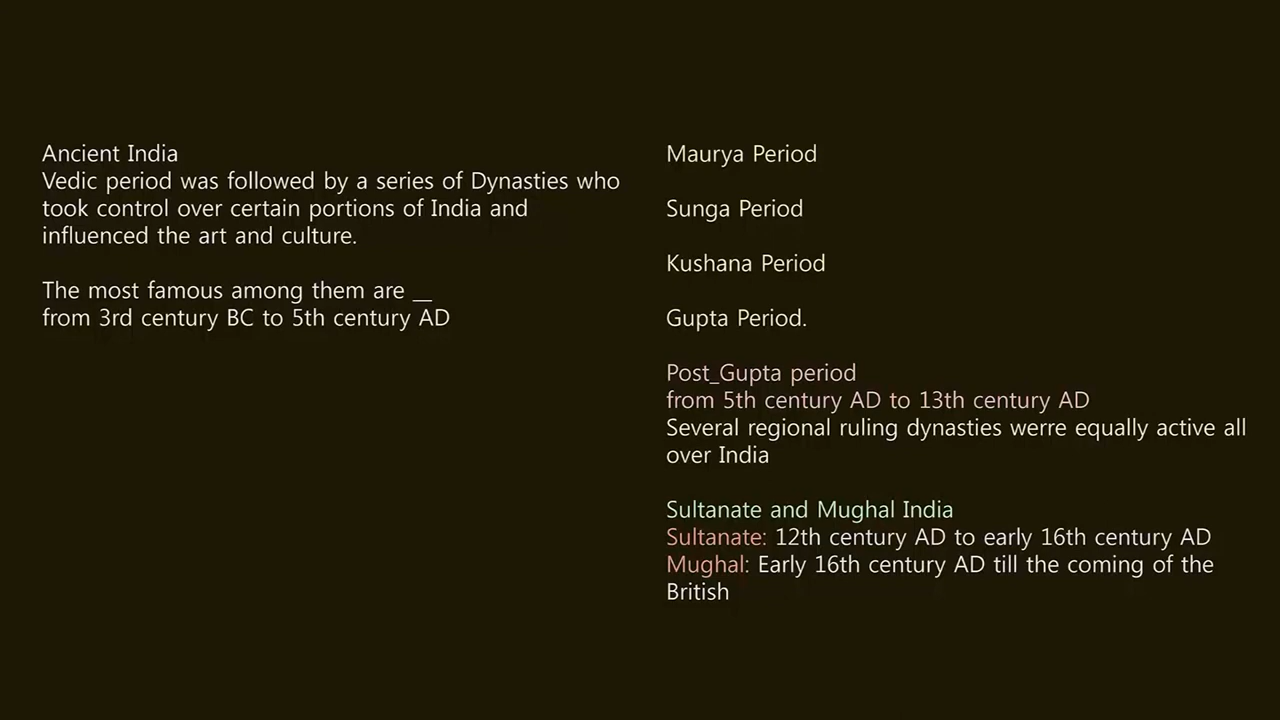 Ancient India
Vedic period was followed by a series of Dynasties who
took control over certain portions of India and
influenced the art and culture.
The most famous among them are __
from 3rd century BC to 5th century AD
Maurya Period
Sunga Period
Kushana Period
Gupta Period.
Post_Gupta period
from 5th century AD to 13th century AD
Several regional ruling dynasties werre equally active all
over India
Sultanate and Mughal India
Sultanate: 12th century AD to early 16th century AD
Mughal: Early 16th century AD till the coming of the
British